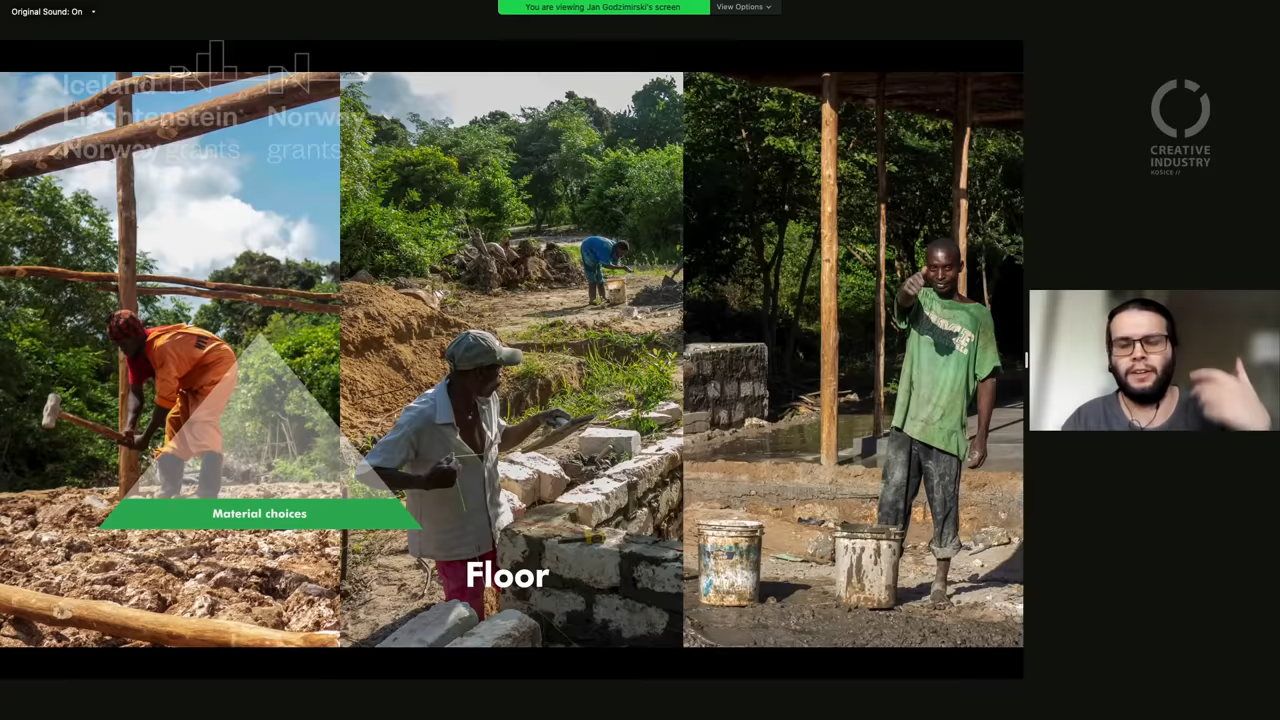 Original Sound: On
You are viewing Jan Godzimirski's screen
View Options
Iceland
Liechtenstein Norway
Norway grants grants
CREATIVE
INDUSTRY
KOŠICE //
Material choices
Floor